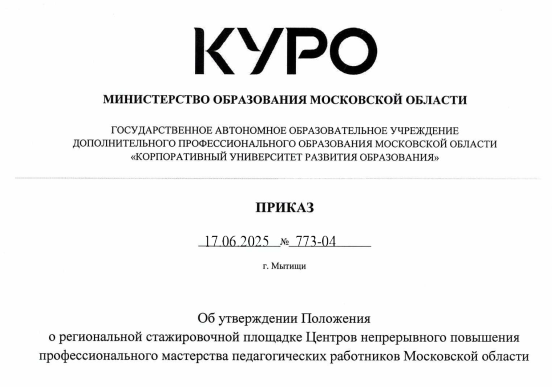 КУРО
МИНИСТЕРСТВО ОБРАЗОВАНИЯ МОСКОВСКОЙ ОБЛАСТИ
ГОСУДАРСТВЕННОЕ АВТОНОМНОЕ ОБРАЗОВАТЕЛЬНОЕ УЧРЕЖДЕНИЕ
ДОПОЛНИТЕЛЬНОГО ПРОФЕССИОНАЛЬНОГО ОБРАЗОВАНИЯ МОСКОВСКОЙ ОБЛАСТИ
«КОРПОРАТИВНЫЙ УНИВЕРСИТЕТ РАЗВИТИЯ ОБРАЗОВАНИЯ»
ПРИКАЗ
17.06.2025 № 773-04
г. Мытищи
Об утверждении Положения
о региональной стажировочной площадке Центров непрерывного повышения
профессионального мастерства педагогических работников Московской области